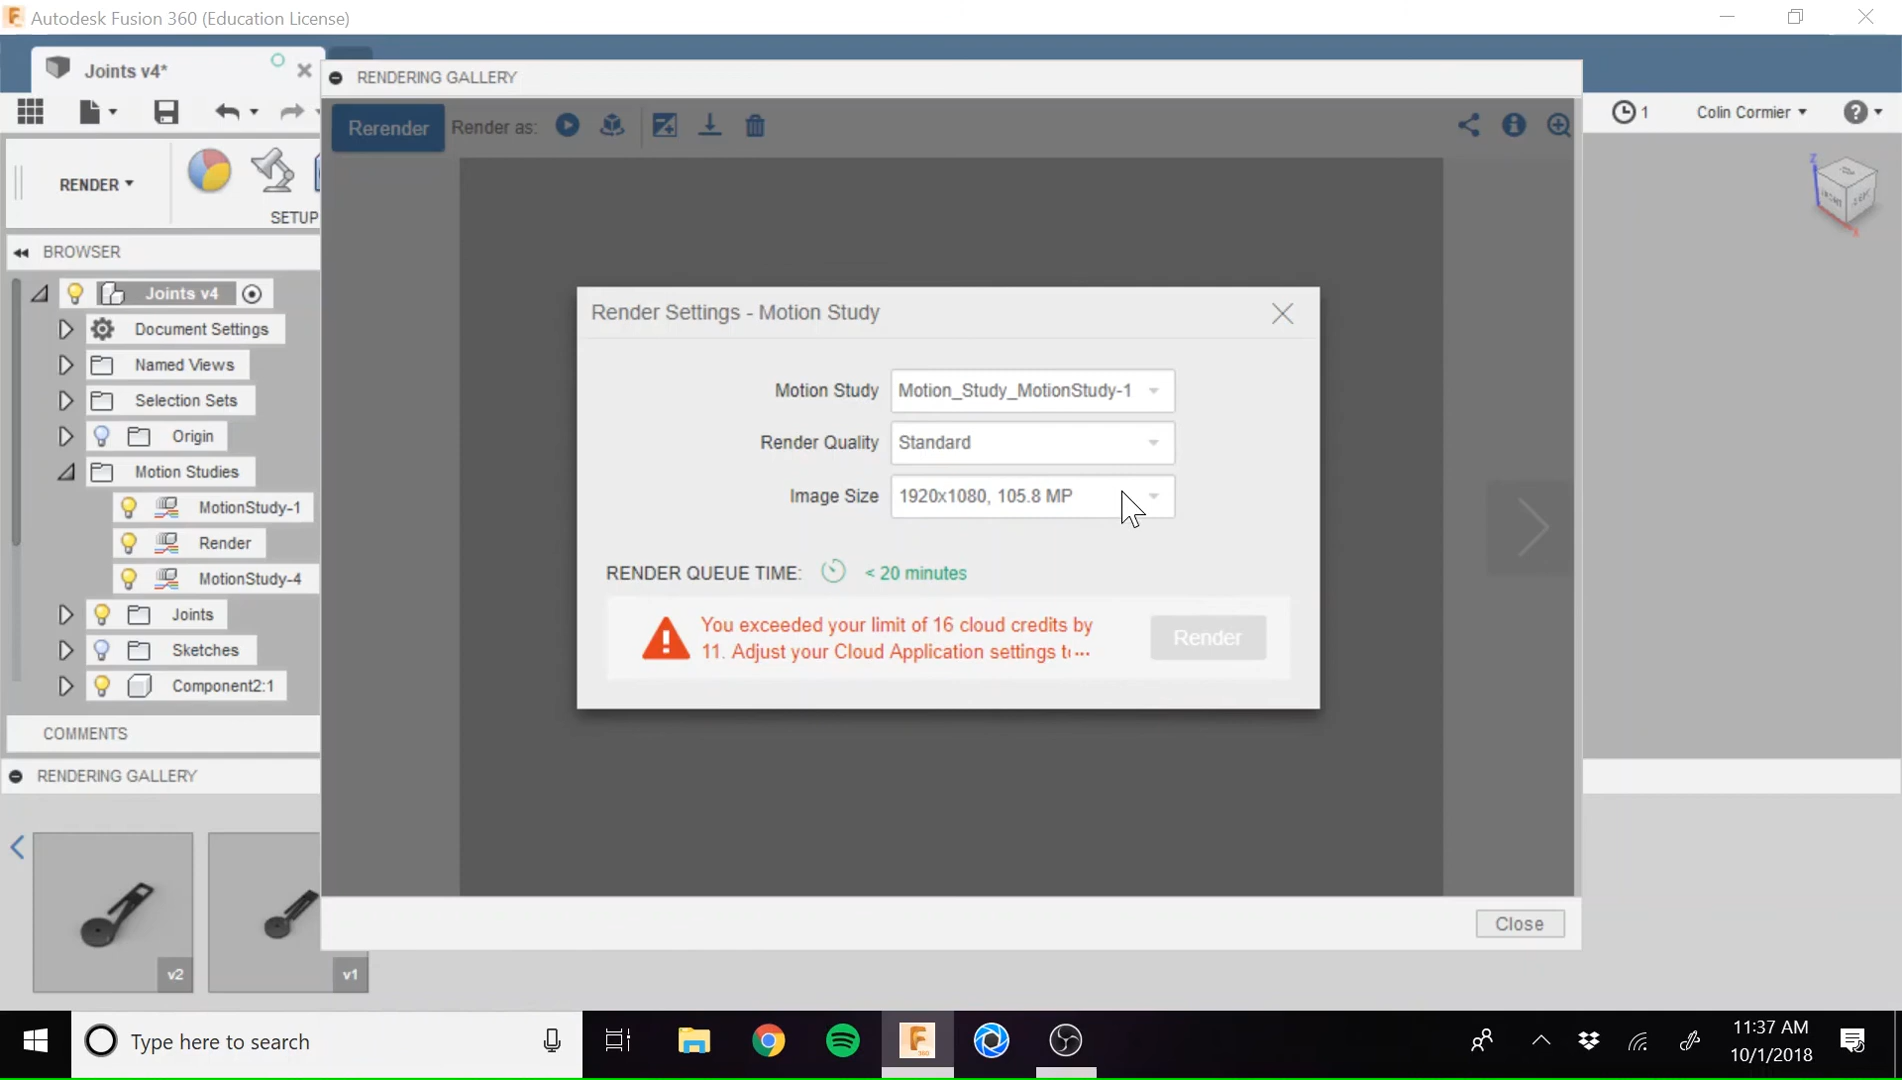 Autodesk Fusion 360 (Education License)
Joints v4*
RENDERING GALLERY
1
Colin Cormier
?
Rerender
Render as:
RENDER
SETUP
Z
X
BROWSER
Joints v4
Document Settings
Named Views
Selection Sets
Origin
Motion Studies
MotionStudy-1
Render
MotionStudy-4
Joints
Sketches
Component2:1
COMMENTS
RENDERING GALLERY
v2
v1
Render Settings - Motion Study
Motion Study
Motion_Study_MotionStudy-1
Render Quality
Standard
Image Size
1920x1080, 105.8 MP
RENDER QUEUE TIME:
< 20 minutes
You exceeded your limit of 16 cloud credits by
11. Adjust your Cloud Application settings t...
Render
Close
Type here to search
F
360
11:37 AM
10/1/2018